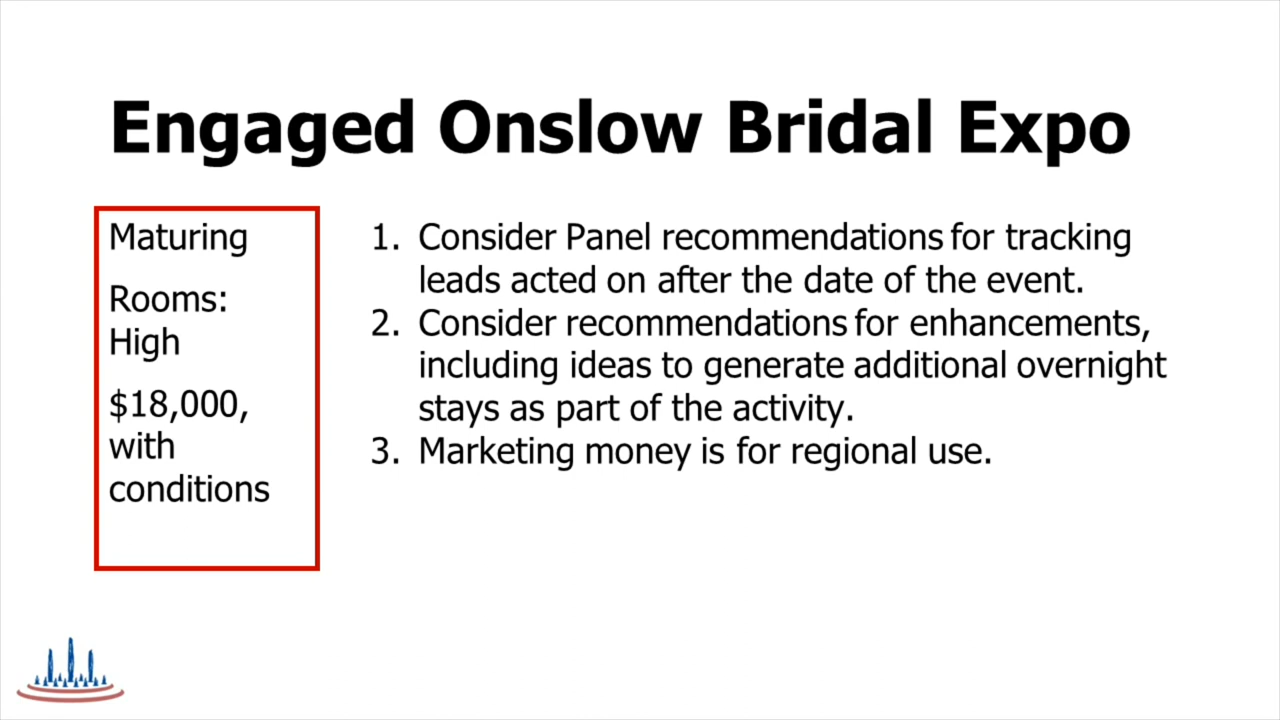 Engaged Onslow Bridal Expo
Maturing
Rooms:
High
$18,000,
with
conditions
1. Consider Panel recommendations for tracking
leads acted on after the date of the event.
2. Consider recommendations for enhancements,
including ideas to generate additional overnight
stays as part of the activity.
3. Marketing money is for regional use.